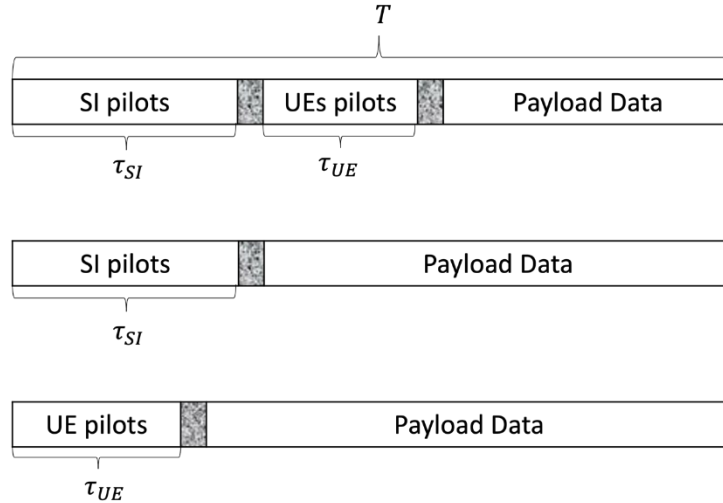 T
SI pilots UEs pilots Payload Data
τ_SI τ_UE
SI pilots Payload Data
τ_SI
UE pilots Payload Data
τ_UE